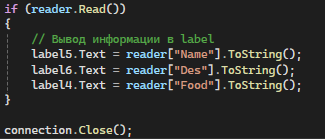 if (reader.Read())
{
// Вывод информации в label
label5.Text = reader["Name"].ToString();
label6.Text = reader["Des"].ToString();
label4.Text = reader["Food"].ToString();
}
connection.Close();